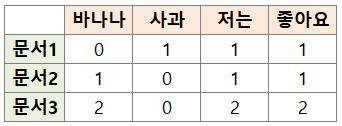 바나나 사과 저는 좋아요
문서1 0 1 1 1
문서2 1 0 1 1
문서3 2 0 2 2